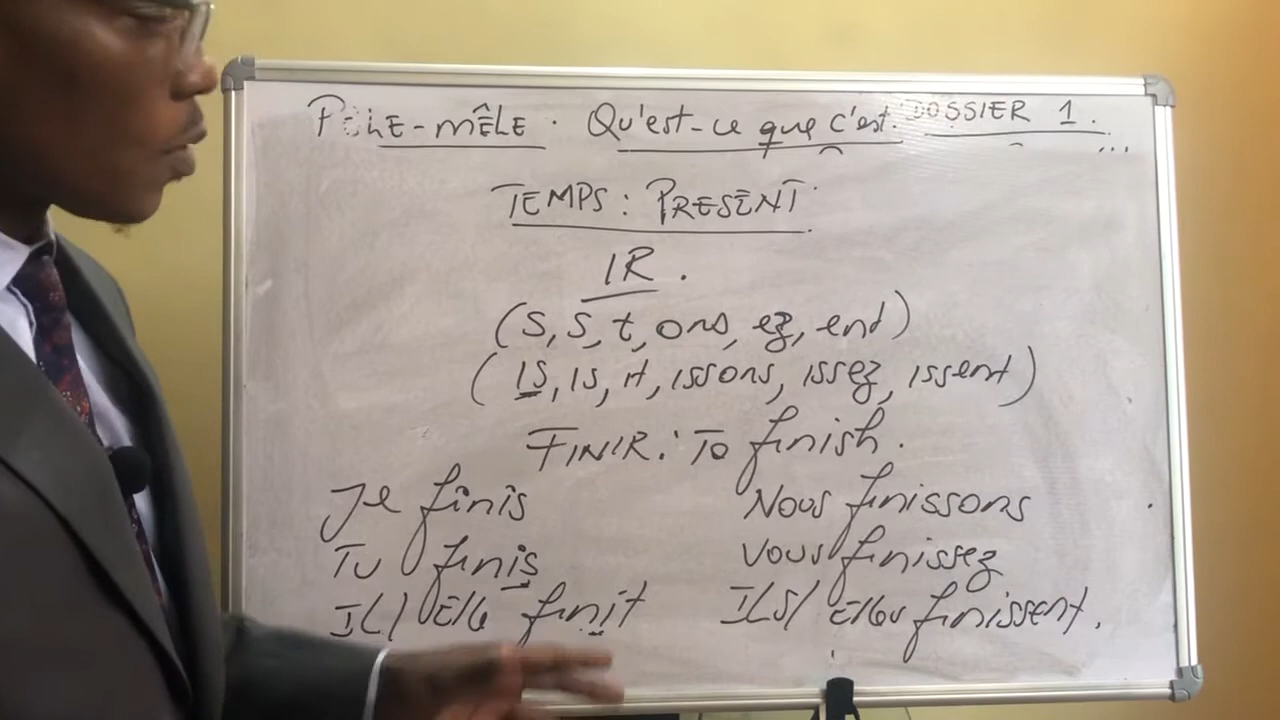 PÊLE-MÊLE. Qu'est-ce que c'est. DOSSIER 1. ...
TEMPS: PRESENT.
IR.
(S, S, t, ons, ez, ent)
(IS, IS, it, issons, issez, issent)
FINIR: To finish.
Je finis
Tu finis
IL/ Elle finit
Nous finissons
Vous finissez
ILS/ Elles finissent.